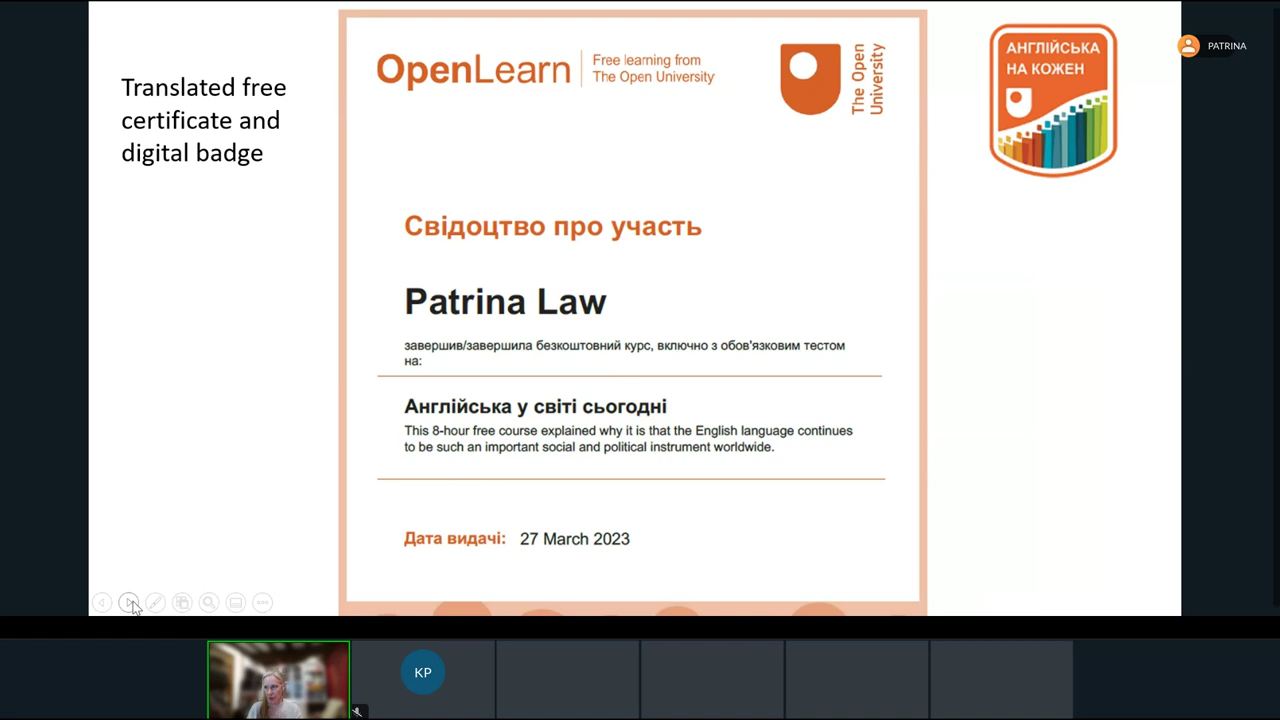 Translated free
certificate and
digital badge
OpenLearn
Free learning from
The Open University
The Open
University
АНГЛІЙСЬКА
НА КОЖЕН
PATRINA
Свідоцтво про участь
Patrina Law
завершив/завершила безкоштовний курс, включно з обов'язковим тестом
на:
Англійська у світі сьогодні
This 8-hour free course explained why it is that the English language continues
to be such an important social and political instrument worldwide.
Дата видачі: 27 March 2023
KP